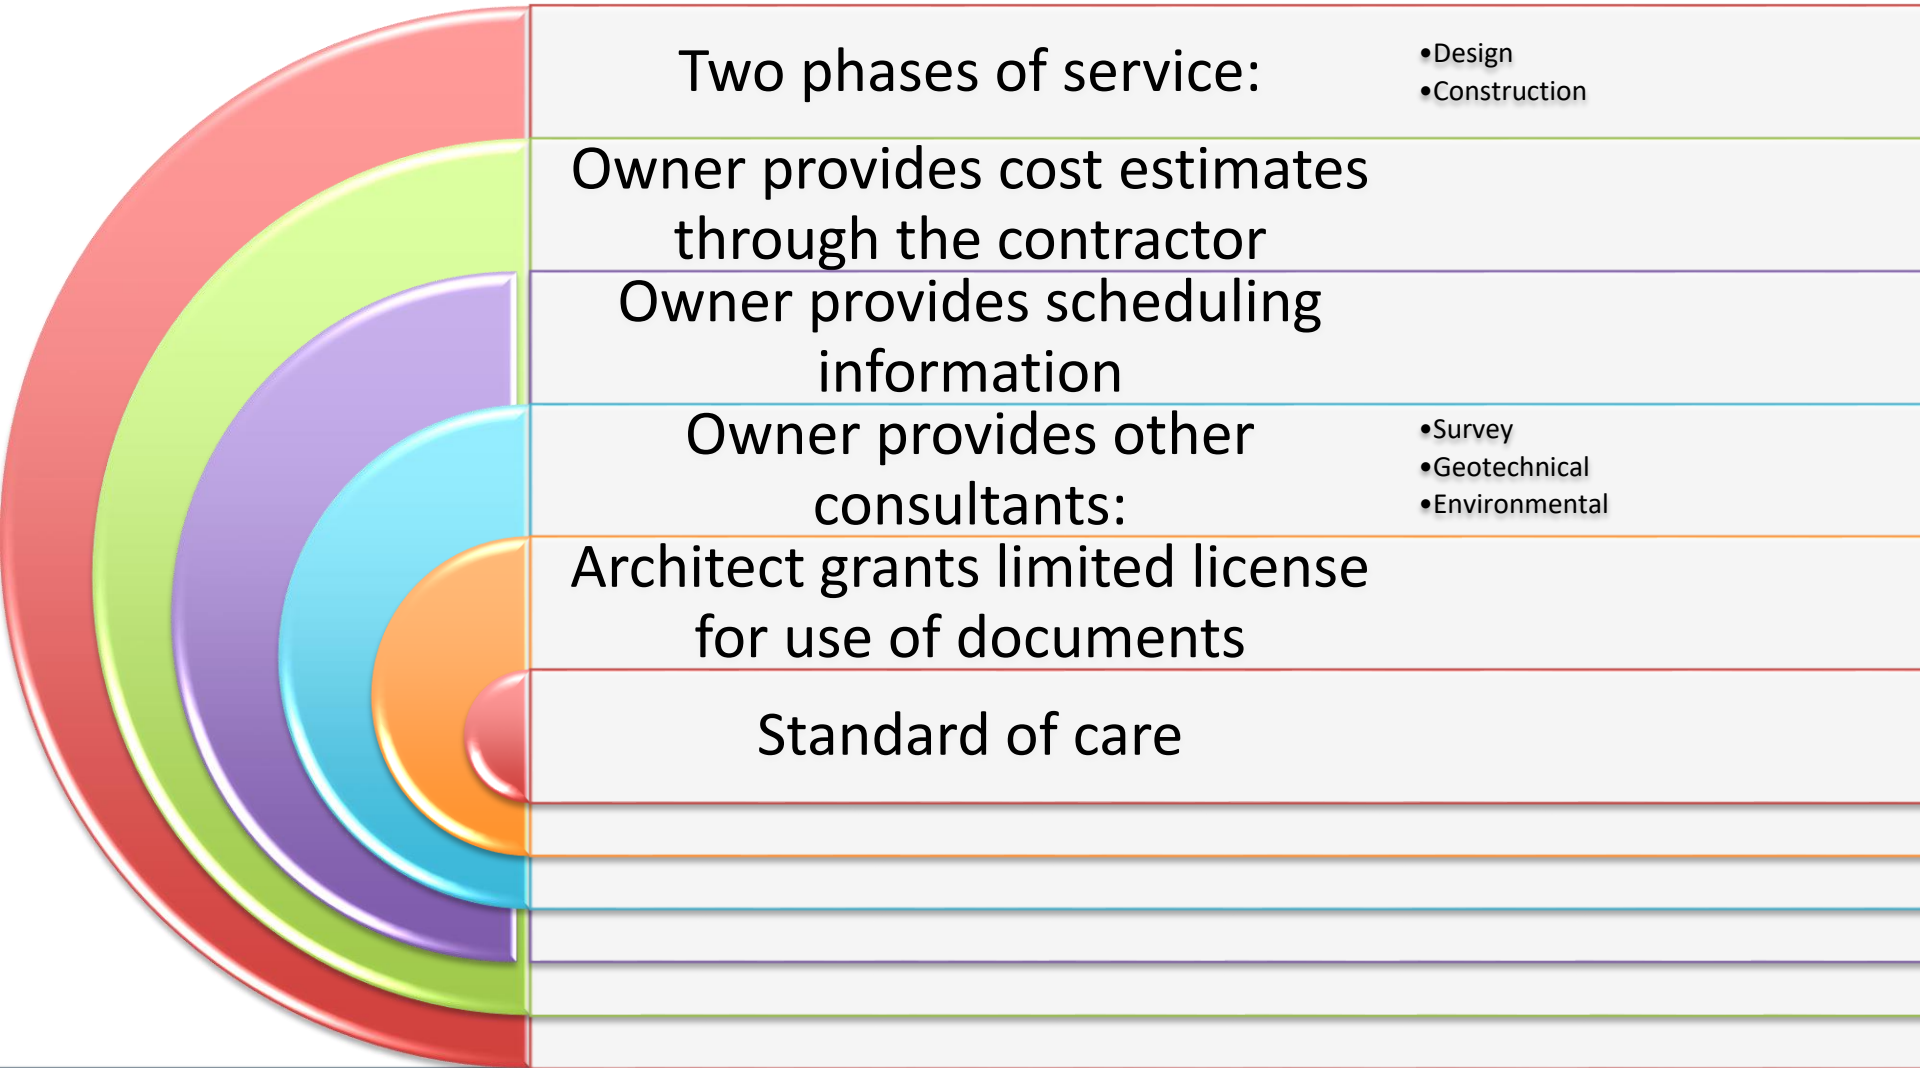 Two phases of service:
•Design
•Construction
Owner provides cost estimates
through the contractor
Owner provides scheduling
information
Owner provides other
consultants:
•Survey
•Geotechnical
•Environmental
Architect grants limited license
for use of documents
Standard of care